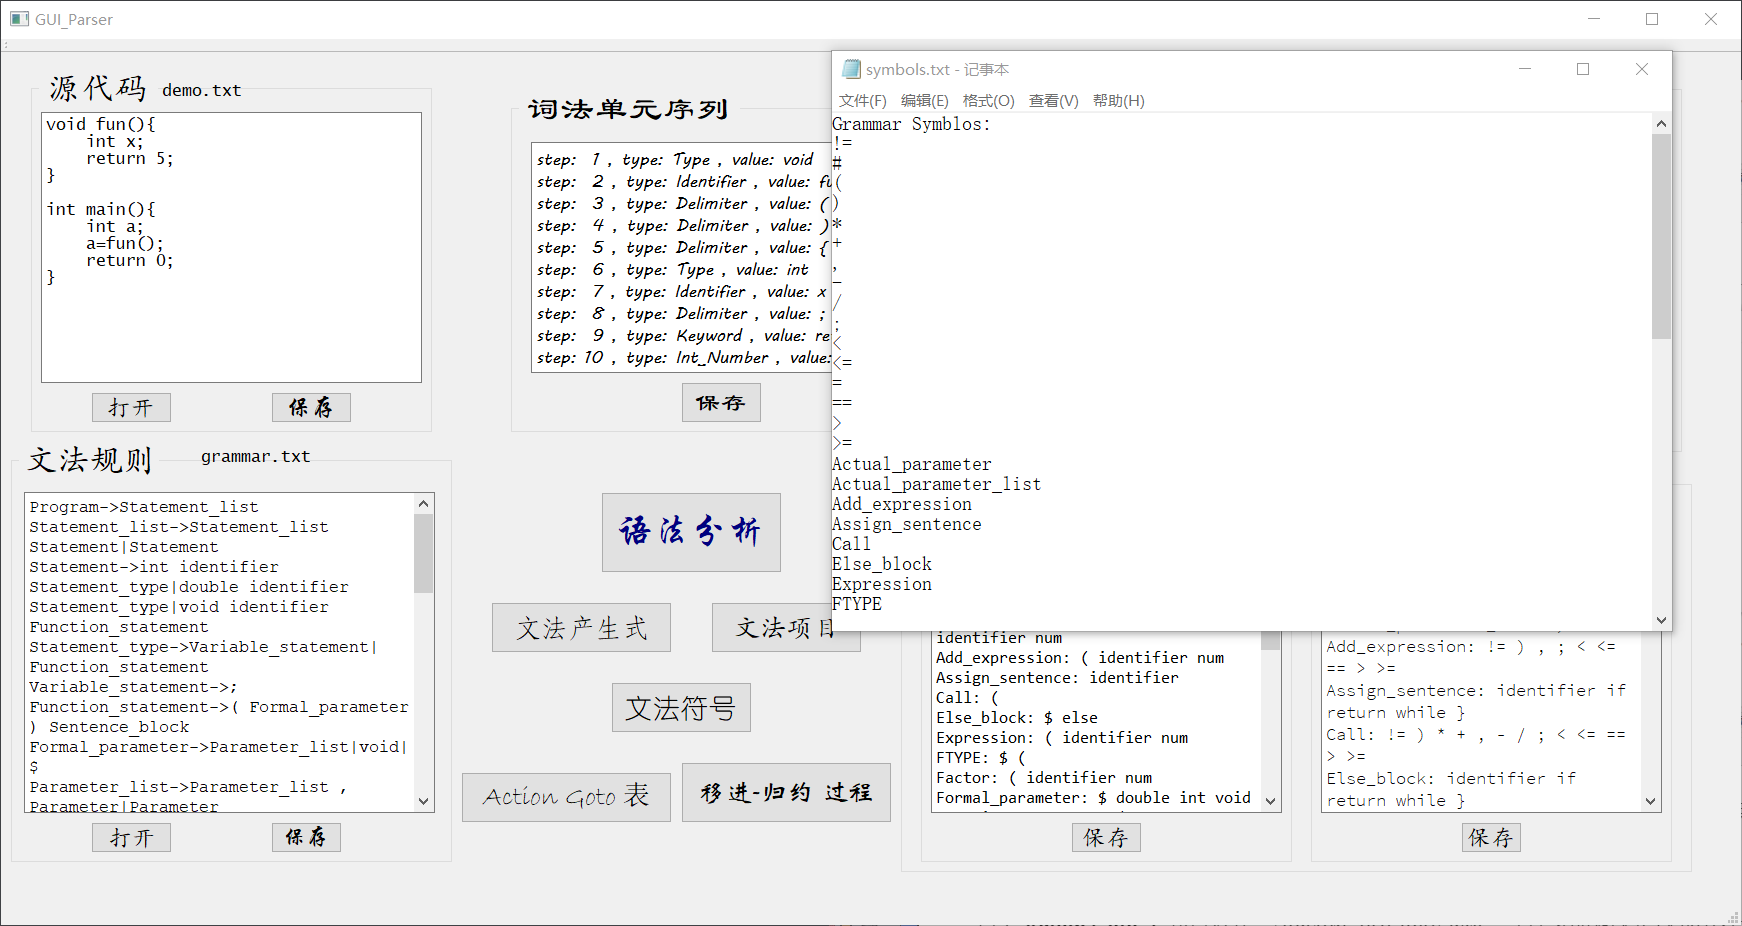 GUI_Parser
源代码 demo.txt
void fun(){
    int x;
    return 5;
}
int main(){
    int a;
    a=fun();
    return 0;
}
打开
保存
文法规则 grammar.txt
Program->Statement_list
Statement_list->Statement_list
Statement|Statement
Statement->int identifier
Statement_type|double identifier
Statement_type|void identifier
Function_statement
Statement_type->Variable_statement|
Function_statement
Variable_statement->;
Function_statement->( Formal_parameter
) Sentence_block
Formal_parameter->Parameter_list|void|
$
Parameter_list->Parameter_list ,
Parameter|Parameter
打开
保存
词法单元序列
step:  1 , type: Type , value: void
step:  2 , type: Identifier , value: fu
step:  3 , type: Delimiter , value: (
step:  4 , type: Delimiter , value: )
step:  5 , type: Delimiter , value: {
step:  6 , type: Type , value: int
step:  7 , type: Identifier , value: x
step:  8 , type: Delimiter , value: ;
step:  9 , type: Keyword , value: re
step: 10 , type: Int_Number , value:
保存
语法分析
文法产生式
文法项目
文法符号
Action Goto 表
移进-归约 过程
symbols.txt - 记事本
文件(F) 编辑(E) 格式(O) 查看(V) 帮助(H)
Grammar Symblos:
!=
#
(
)
*
+
,
-
/
;
<
<=
=
==
>
>=
Actual_parameter
Actual_parameter_list
Add_expression
Assign_sentence
Call
Else_block
Expression
FTYPE
identifier num
Add_expression: ( identifier num
Assign_sentence: identifier
Call: (
Else_block: $ else
Expression: ( identifier num
FTYPE: $ (
Factor: ( identifier num
Formal_parameter: $ double int void
保存
Add_expression: != ) , ; < <=
== > >=
Assign_sentence: identifier if
return while }
Call: != ) * + , - / ; < <= ==
> >=
Else_block: identifier if
return while }
保存